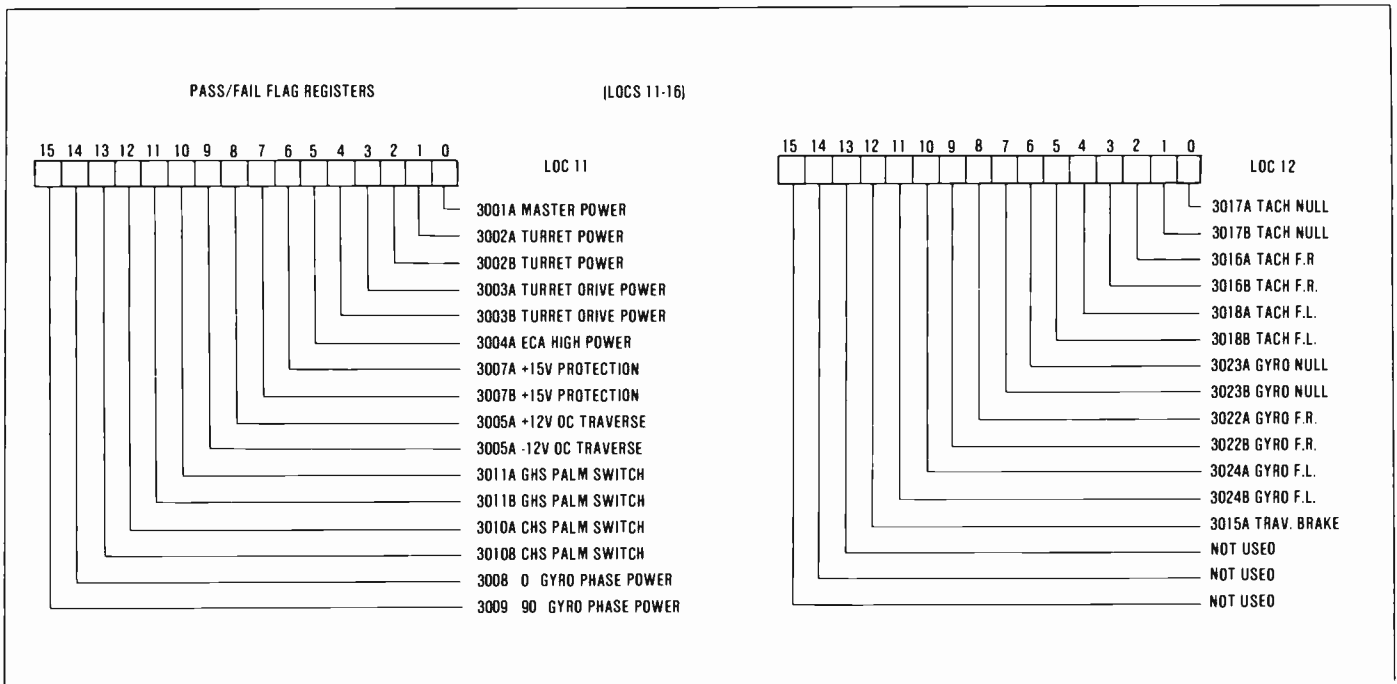 PASS/FAIL FLAG REGISTERS (LOCS 11-16)
15 14 13 12 11 10 9 8 7 6 5 4 3 2 1 0
LOC 11
3001A MASTER POWER
3002A TURRET POWER
3002B TURRET POWER
3003A TURRET ORIVE POWER
3003B TURRET ORIVE POWER
3004A ECA HIGH POWER
3007A +15V PROTECTION
3007B +15V PROTECTION
3005A +12V OC TRAVERSE
3005A -12V OC TRAVERSE
3011A GHS PALM SWITCH
3011B GHS PALM SWITCH
3010A CHS PALM SWITCH
3010B CHS PALM SWITCH
3008 0 GYRO PHASE POWER
3009 90 GYRO PHASE POWER
15 14 13 12 11 10 9 8 7 6 5 4 3 2 1 0
LOC 12
3017A TACH NULL
3017B TACH NULL
3016A TACH F.R
3016B TACH F.R.
3018A TACH F.L.
3018B TACH F.L.
3023A GYRO NULL
3023B GYRO NULL
3022A GYRO F.R.
3022B GYRO F.R.
3024A GYRO F.L.
3024B GYRO F.L.
3015A TRAV. BRAKE
NOT USEO
NOT USEO
NOT USEO